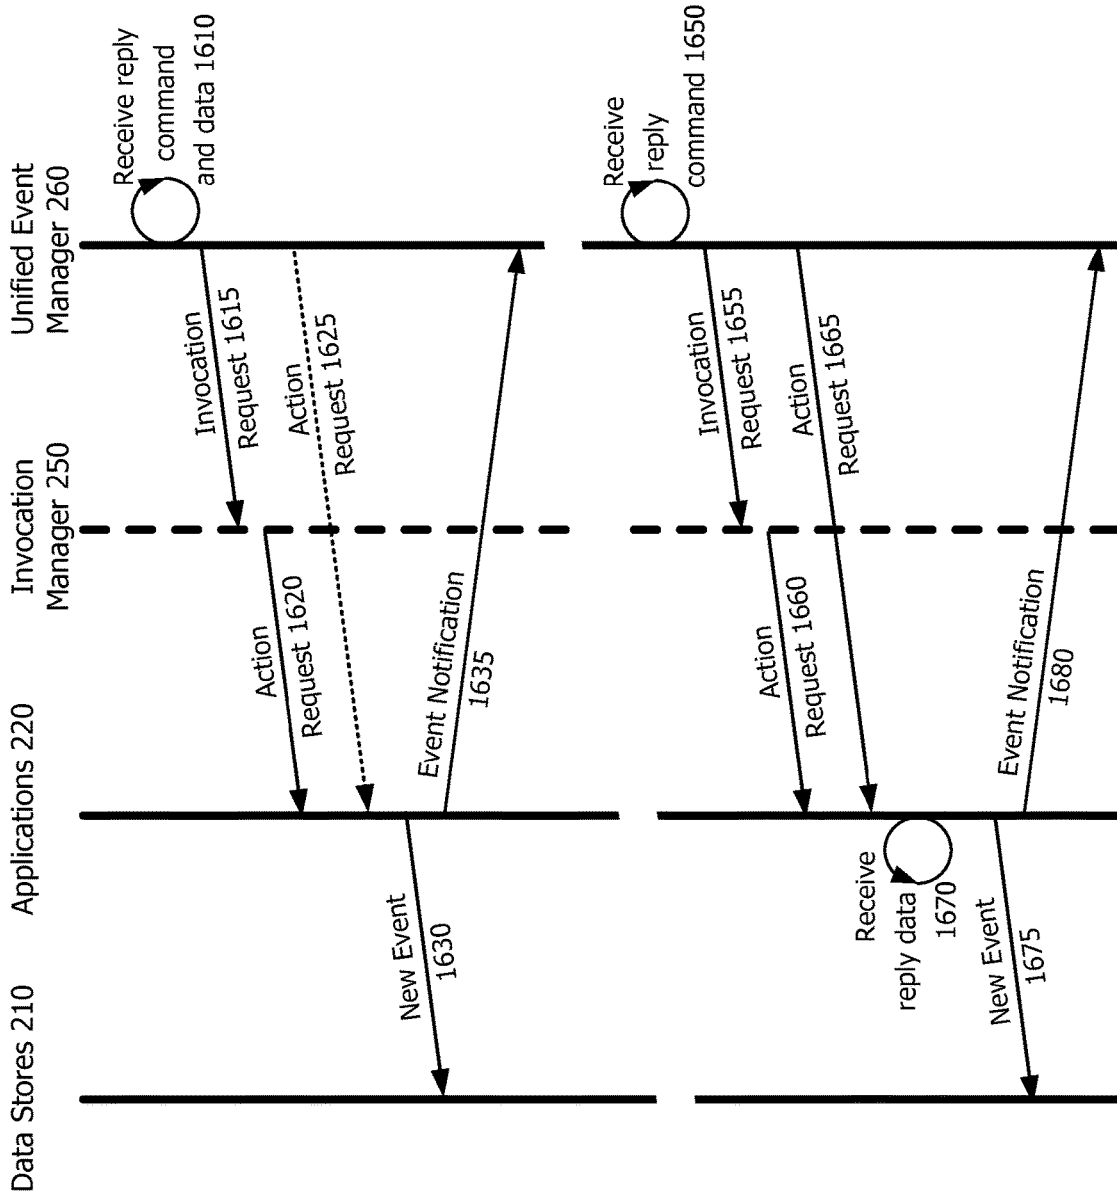 Data Stores 210
Applications 220
Invocation
Manager 250
Unified Event
Manager 260
Receive reply
command
and data 1610
Invocation
Request 1615
Action
Request 1620
Action
Request 1625
New Event
1630
Event Notification
1635
Receive
reply
command 1650
Invocation
Request 1655
Action
Request 1660
Action
Request 1665
Receive
reply data
1670
New Event
1675
Event Notification
1680